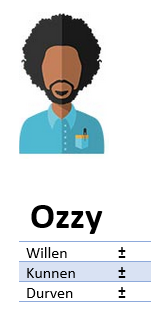 Ozzy
Willen ±
Kunnen ±
Durven ±